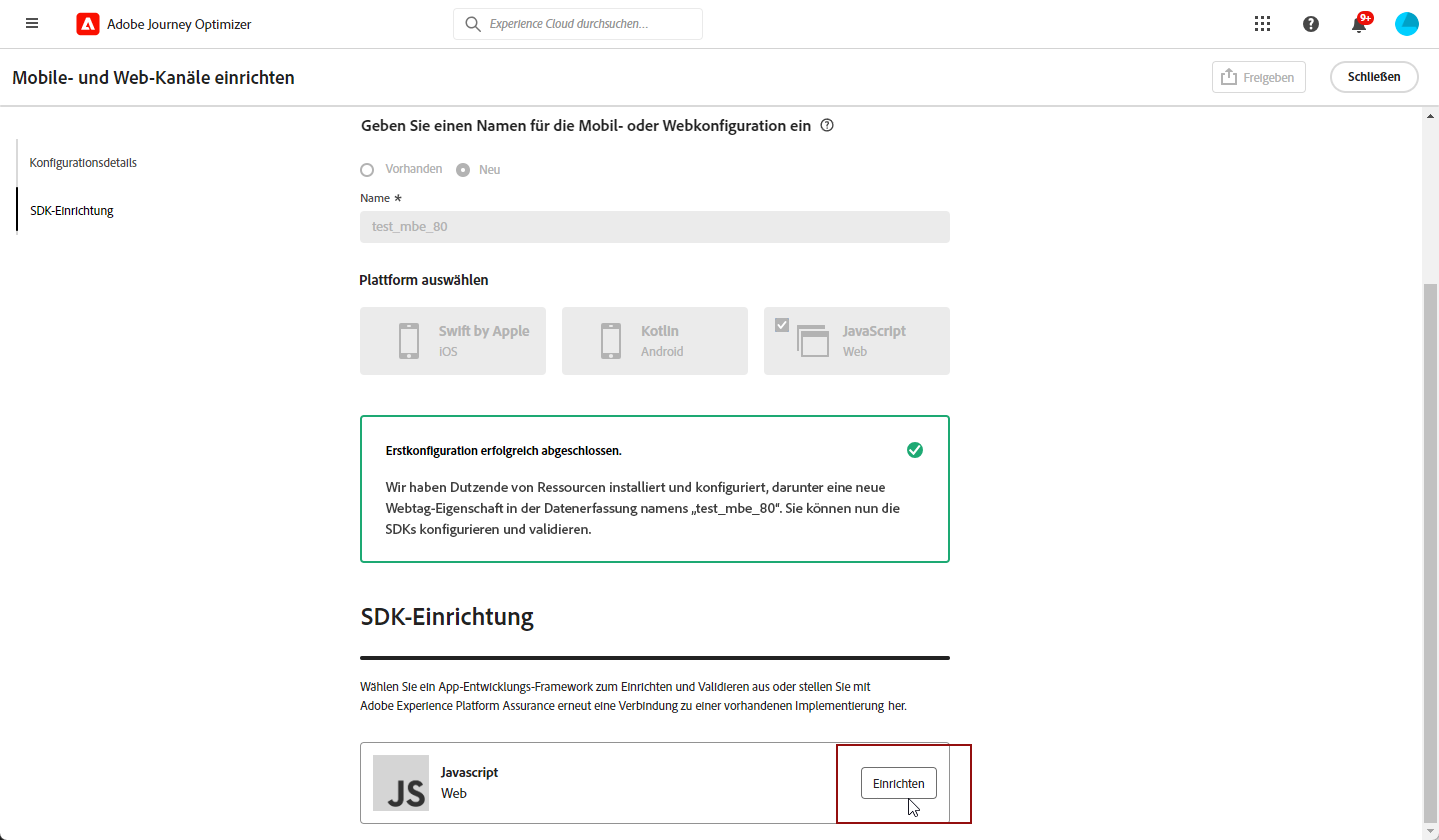 Adobe Journey Optimizer
Experience Cloud durchsuchen...
9+
Mobile- und Web-Kanäle einrichten
Freigeben
Schließen
Konfigurationsdetails
SDK-Einrichtung
Geben Sie einen Namen für die Mobil- oder Webkonfiguration ein
Vorhanden
Neu
Name *
test_mbe_80
Plattform auswählen
Swift by Apple
iOS
Kotlin
Android
JavaScript
Web
Erstkonfiguration erfolgreich abgeschlossen.
Wir haben Dutzende von Ressourcen installiert und konfiguriert, darunter eine neue
Webtag-Eigenschaft in der Datenerfassung namens „test_mbe_80“. Sie können nun die
SDKs konfigurieren und validieren.
SDK-Einrichtung
Wählen Sie ein App-Entwicklungs-Framework zum Einrichten und Validieren aus oder stellen Sie mit
Adobe Experience Platform Assurance erneut eine Verbindung zu einer vorhandenen Implementierung her.
JS
Javascript
Web
Einrichten